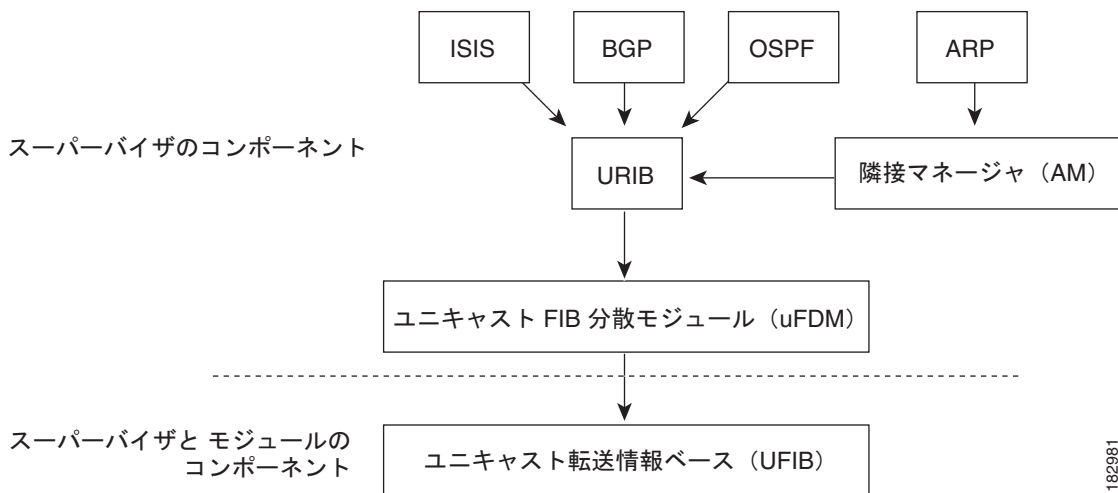 ISIS
BGP
OSPF
ARP
スーパーバイザのコンポーネント
URIB
隣接マネージャ（AM）
ユニキャスト FIB 分散モジュール（uFDM）
スーパーバイザと モジュールの
コンポーネント
ユニキャスト転送情報ベース（UFIB）
182981